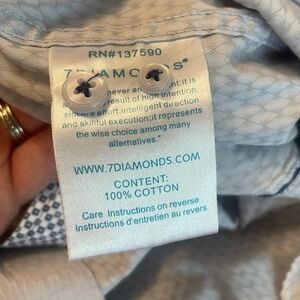 RN#137590
7DIAMONDS®
never an
art. It is
result of high intention,
sincere effort, intelligent direction
and skillful execution; it represents
the wise choice among many
alternatives."
WWW.7DIAMONDS.COM
CONTENT:
100% COTTON
Care Instructions on reverse
Instructions d'entretien au revers